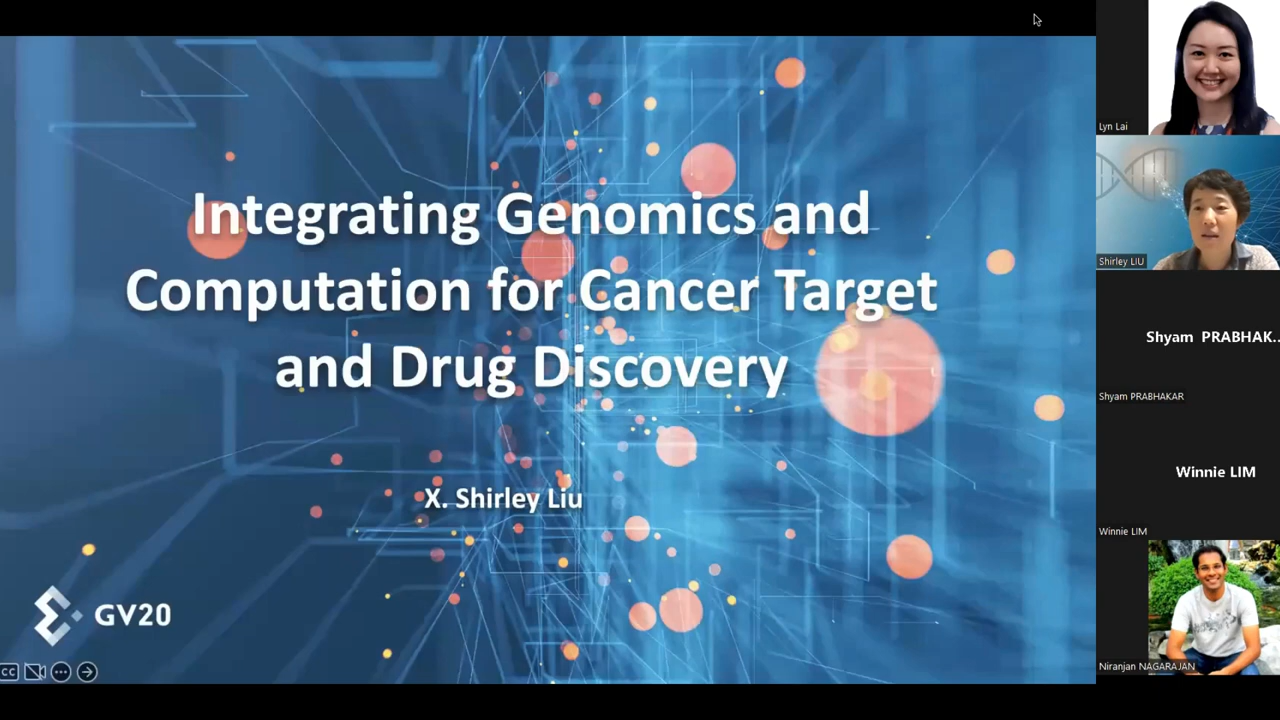 Integrating Genomics and
Computation for Cancer Target
and Drug Discovery
X. Shirley Liu
GV20
CC
Lyn Lai
Shirley LIU
Shyam PRABHAK...
Shyam PRABHAKAR
Winnie LIM
Winnie LIM
Niranjan NAGARAJAN